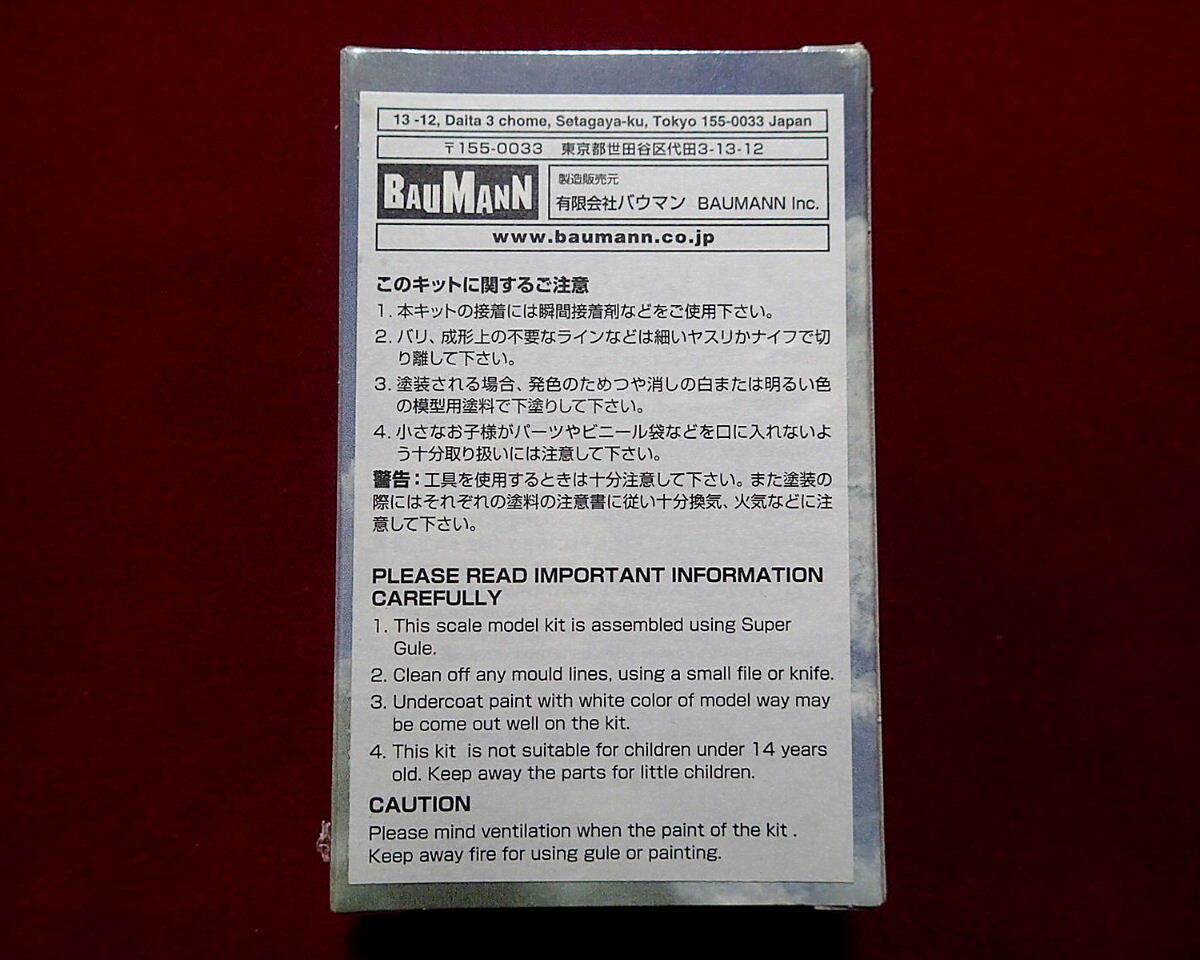 13 -12, Daita 3 chome, Setagaya-ku, Tokyo 155-0033 Japan
〒155-0033 東京都世田谷区代田3-13-12
BAUMANN
製造販売元
有限会社バウマン BAUMANN Inc.
www.baumann.co.jp
このキットに関するご注意
1. 本キットの接着には瞬間接着剤などをご使用下さい。
2. バリ、成形上の不要なラインなどは細いヤスリかナイフで切
り離して下さい。
3. 塗装される場合、発色のためつや消しの白または明るい色
の模型用塗料で下塗りして下さい。
4. 小さなお子様がパーツやビニール袋などを口に入れないよ
う十分取り扱いには注意して下さい。
警告：工具を使用するときは十分注意して下さい。また塗装の
際にはそれぞれの塗料の注意書に従い十分換気、火気などに注
意して下さい。
PLEASE READ IMPORTANT INFORMATION
CAREFULLY
1. This scale model kit is assembled using Super
Gule.
2. Clean off any mould lines, using a small file or knife.
3. Undercoat paint with white color of model way may
be come out well on the kit.
4. This kit is not suitable for children under 14 years
old. Keep away the parts for little children.
CAUTION
Please mind ventilation when the paint of the kit .
Keep away fire for using gule or painting.